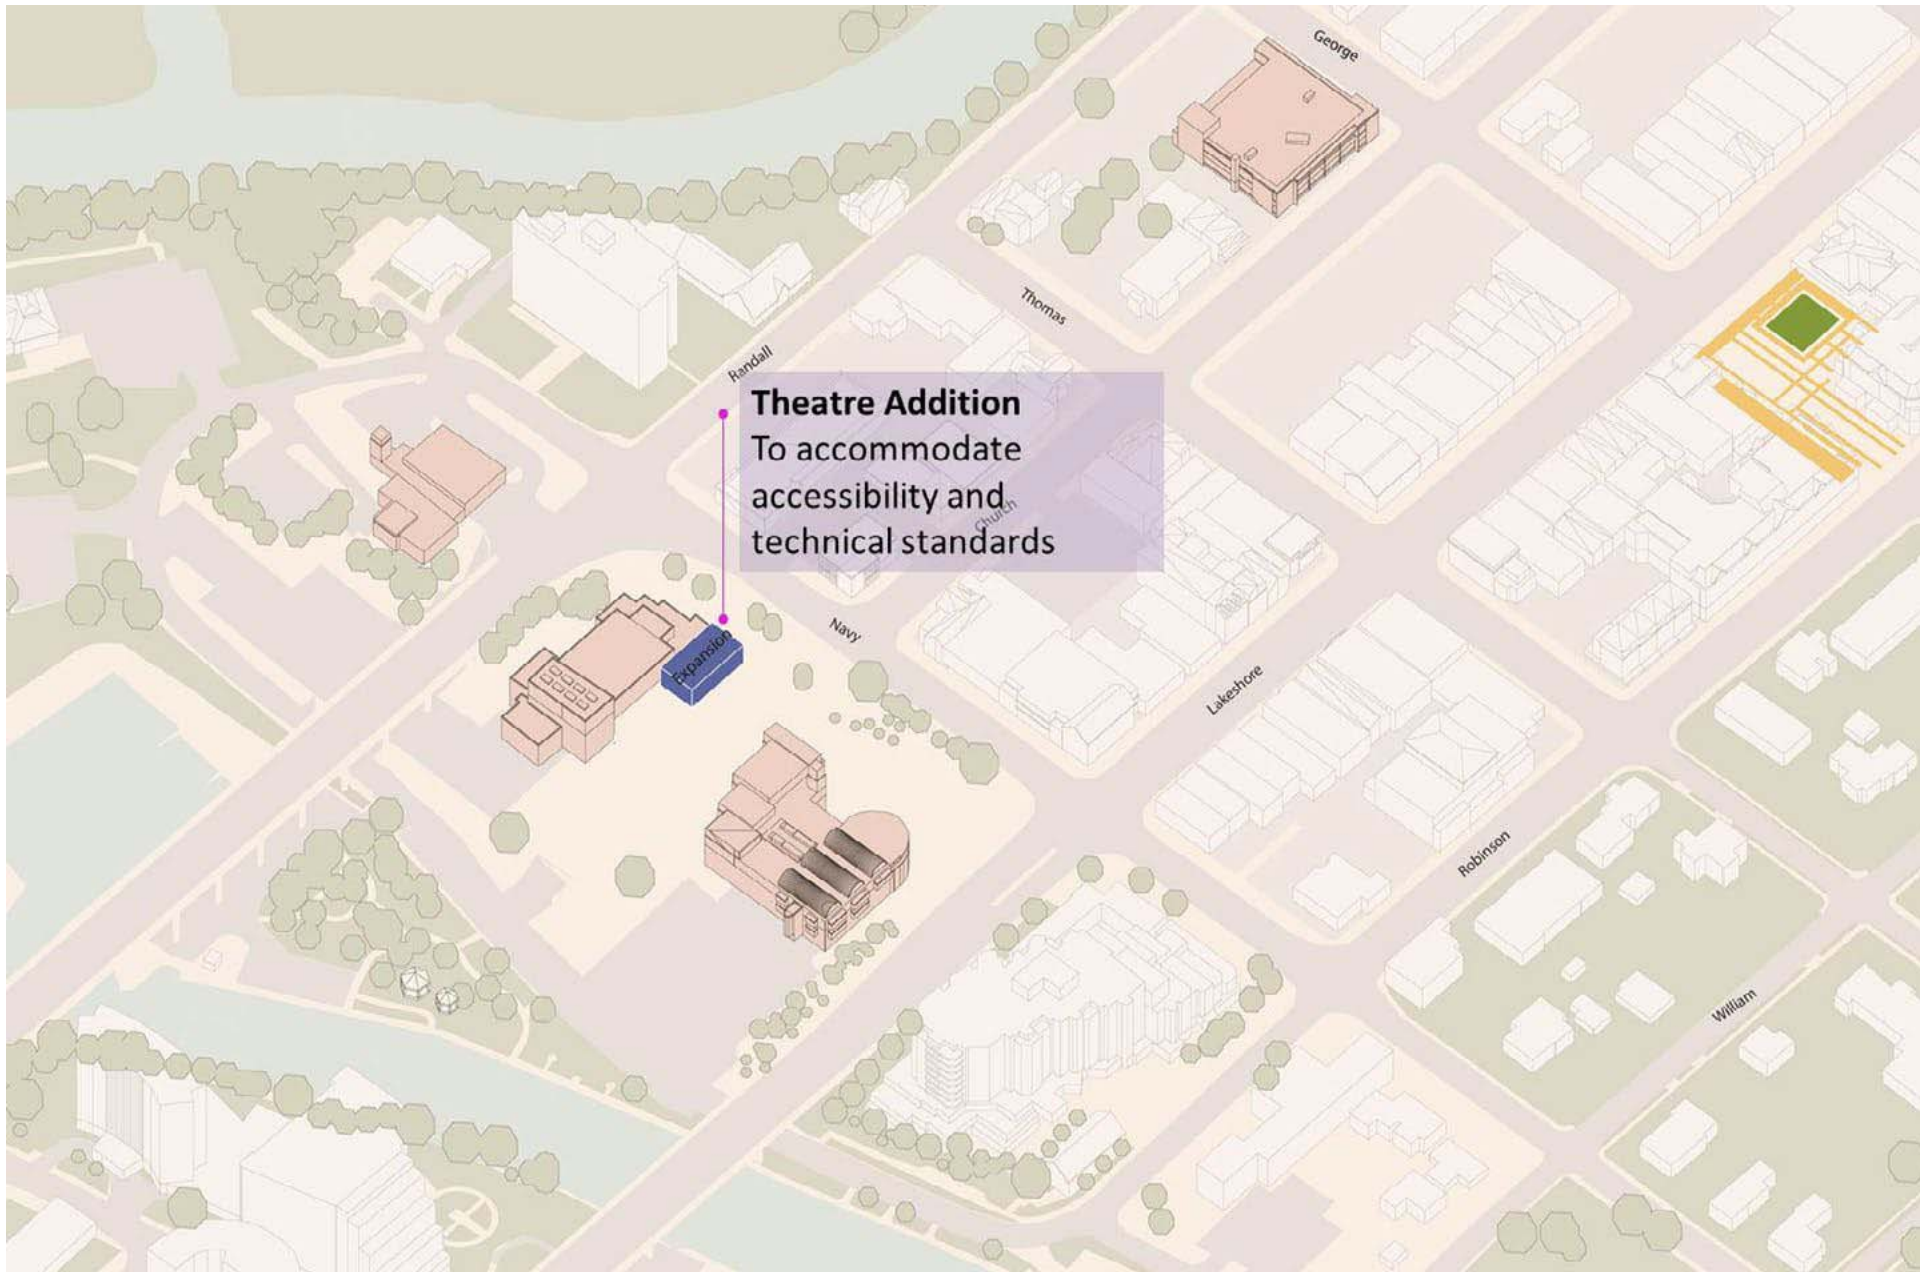 George
Thomas
Randall
Theatre Addition
To accommodate
accessibility and
Church
technical standards
Navy
Expansion
Lakeshore
Robinson
William